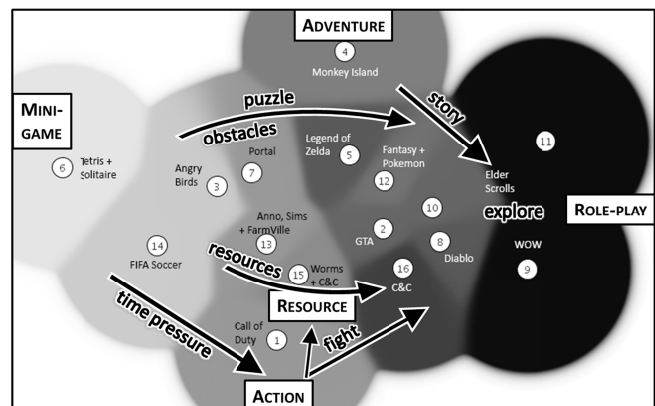 ADVENTURE
4
Monkey Island
MINI-
GAME
puzzle
story
obstacles
Legend of
Zelda
5
11
Portal
7
Fantasy +
Pokemon
12
6
Tetris +
Solitaire
Angry
Birds
3
Elder
Scrolls
explore
ROLE-PLAY
10
Anno, Sims
+ FarmVille
13
2
GTA
8
Diablo
WOW
9
14
FIFA Soccer
resources
15
Worms
+ C&C
16
C&C
RESOURCE
time pressure
Call of
Duty
1
fight
ACTION